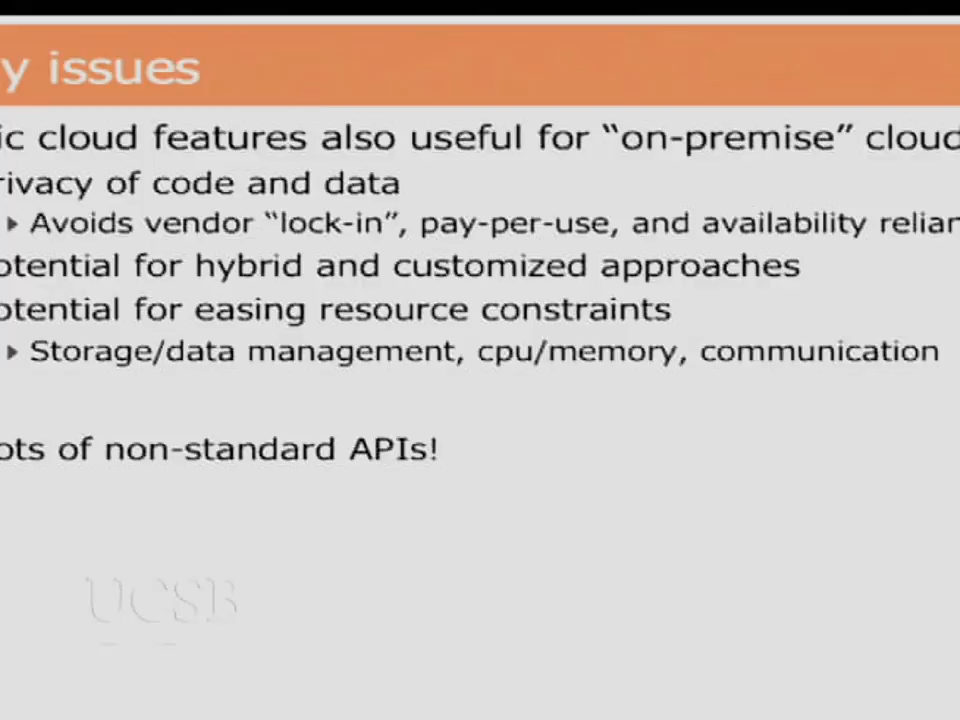 y issues
ic cloud features also useful for “on-premise” cloud
rivacy of code and data
Avoids vendor “lock-in”, pay-per-use, and availability relian
otential for hybrid and customized approaches
otential for easing resource constraints
Storage/data management, cpu/memory, communication
ots of non-standard APIs!
UCSB